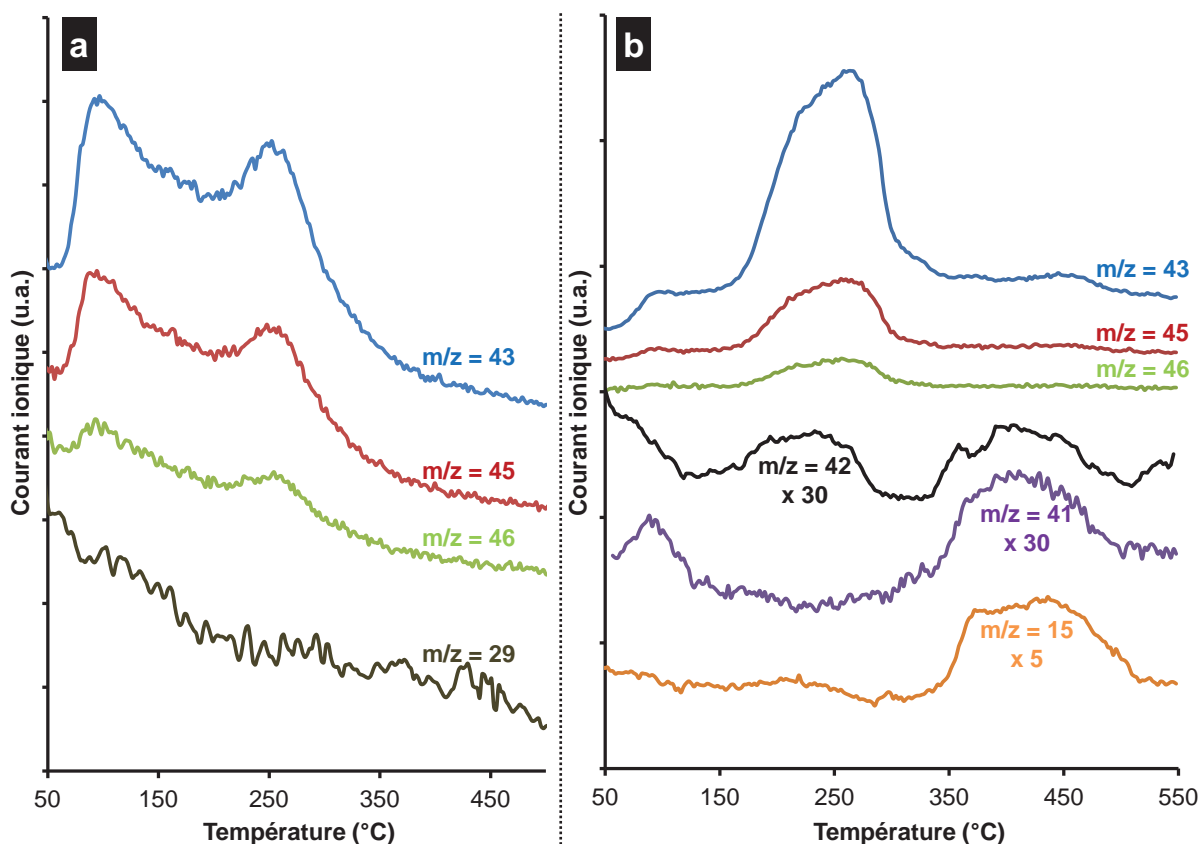 a
Courant ionique (u.a.)
m/z = 43
m/z = 45
m/z = 46
m/z = 29
50 150 250 350 450
Température (°C)
b
Courant ionique (u.a.)
m/z = 43
m/z = 45
m/z = 46
m/z = 42
x 30
m/z = 41
x 30
m/z = 15
x 5
50 150 250 350 450 550
Température (°C)